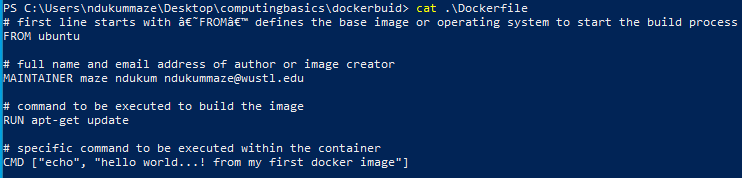 PS C:\Users\ndukummaze\Desktop\computingbasics\dockerbuid> cat .\Dockerfile
# first line starts with â€˜FROMâ€™ defines the base image or operating system to start the build process
FROM ubuntu
# full name and email address of author or image creator
MAINTAINER maze ndukum ndukummaze@wustl.edu
# command to be executed to build the image
RUN apt-get update
# specific command to be executed within the container
CMD ["echo", "hello world...! from my first docker image"]